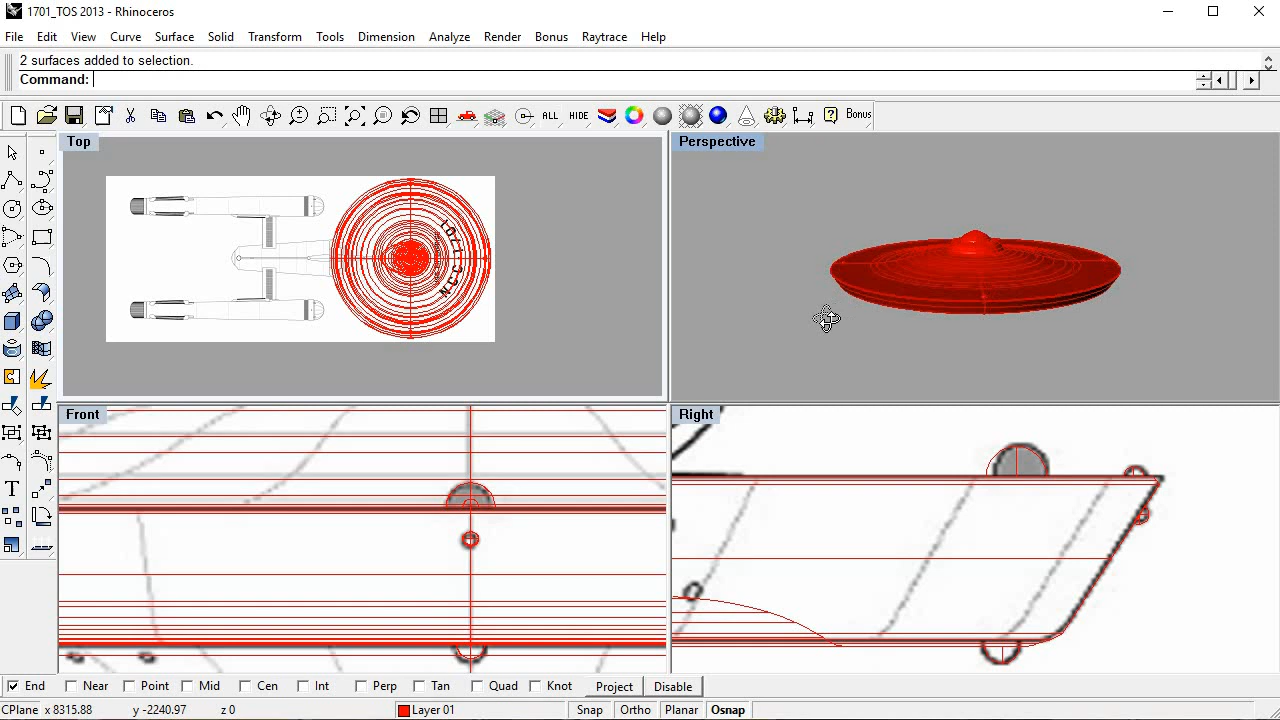 1701_TOS 2013 - Rhinoceros
File Edit View Curve Surface Solid Transform Tools Dimension Analyze Render Bonus Raytrace Help
2 surfaces added to selection.
Command:
ALL HIDE Bonus
Top
Perspective
NCC 1701
Front
Right
End Near Point Mid Cen Int Perp Tan Quad Knot Project Disable
CPlane x 8315.88 y -2240.97 z 0 Layer 01 Snap Ortho Planar Osnap